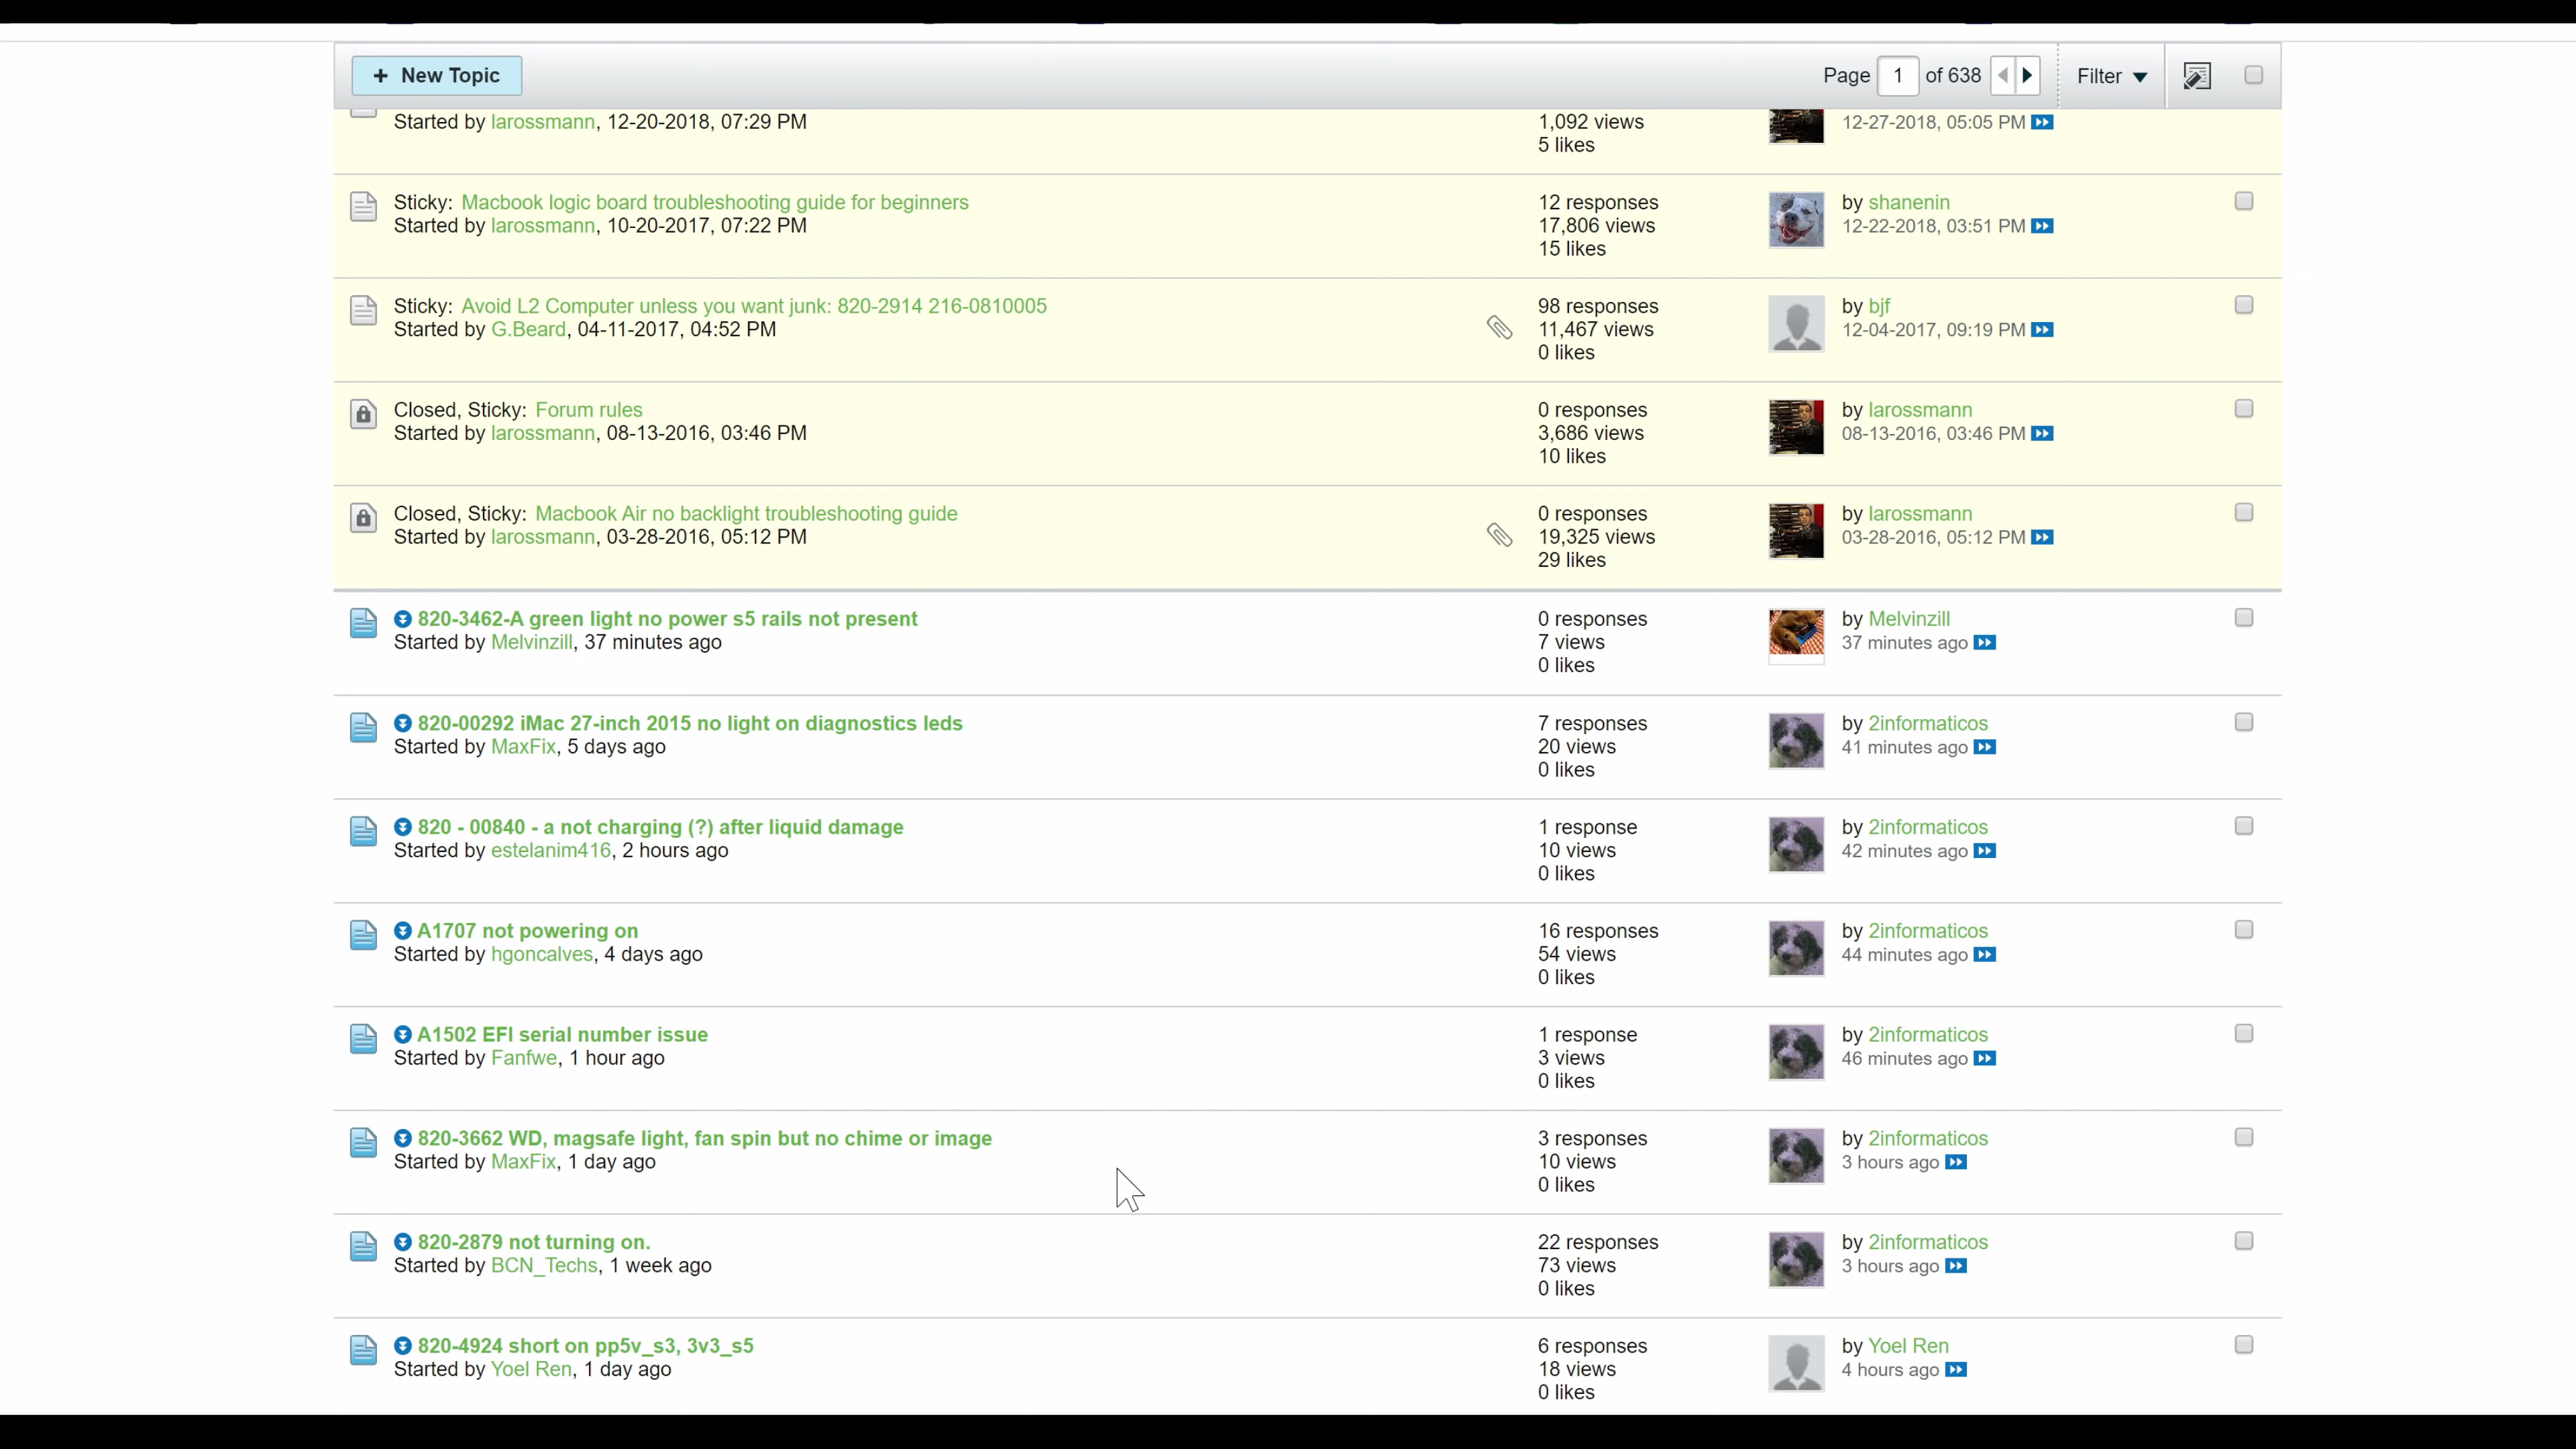 + New Topic
Page 1 of 638
Filter
Started by larossmann, 12-20-2018, 07:29 PM
1,092 views
5 likes
12-27-2018, 05:05 PM
Sticky: Macbook logic board troubleshooting guide for beginners
Started by larossmann, 10-20-2017, 07:22 PM
12 responses
17,806 views
15 likes
by shanenin
12-22-2018, 03:51 PM
Sticky: Avoid L2 Computer unless you want junk: 820-2914 216-0810005
Started by G.Beard, 04-11-2017, 04:52 PM
98 responses
11,467 views
0 likes
by bjf
12-04-2017, 09:19 PM
Closed, Sticky: Forum rules
Started by larossmann, 08-13-2016, 03:46 PM
0 responses
3,686 views
10 likes
by larossmann
08-13-2016, 03:46 PM
Closed, Sticky: Macbook Air no backlight troubleshooting guide
Started by larossmann, 03-28-2016, 05:12 PM
0 responses
19,325 views
29 likes
by larossmann
03-28-2016, 05:12 PM
820-3462-A green light no power s5 rails not present
Started by Melvinzill, 37 minutes ago
0 responses
7 views
0 likes
by Melvinzill
37 minutes ago
820-00292 iMac 27-inch 2015 no light on diagnostics leds
Started by MaxFix, 5 days ago
7 responses
20 views
0 likes
by 2informaticos
41 minutes ago
820 - 00840 - a not charging (?) after liquid damage
Started by estelanim416, 2 hours ago
1 response
10 views
0 likes
by 2informaticos
42 minutes ago
A1707 not powering on
Started by hgoncalves, 4 days ago
16 responses
54 views
0 likes
by 2informaticos
44 minutes ago
A1502 EFI serial number issue
Started by Fanfwe, 1 hour ago
1 response
3 views
0 likes
by 2informaticos
46 minutes ago
820-3662 WD, magsafe light, fan spin but no chime or image
Started by MaxFix, 1 day ago
3 responses
10 views
0 likes
by 2informaticos
3 hours ago
820-2879 not turning on.
Started by BCN_Techs, 1 week ago
22 responses
73 views
0 likes
by 2informaticos
3 hours ago
820-4924 short on pp5v_s3, 3v3_s5
Started by Yoel Ren, 1 day ago
6 responses
18 views
0 likes
by Yoel Ren
4 hours ago